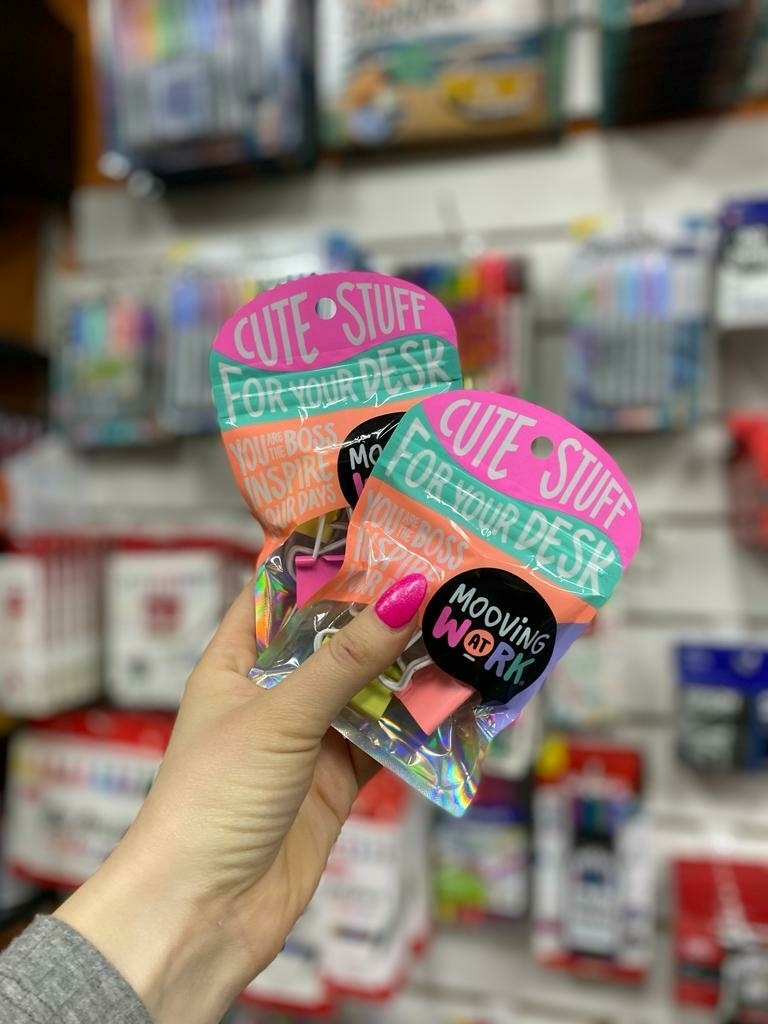 CUTE STUFF
FOR YOUR DESK
YOU ARE THE BOSS
INSPIRE
YOUR DAYS
MO
CUTE STUFF
FOR YOUR DESK
YOU ARE THE BOSS
MOOVING
AT
WORK